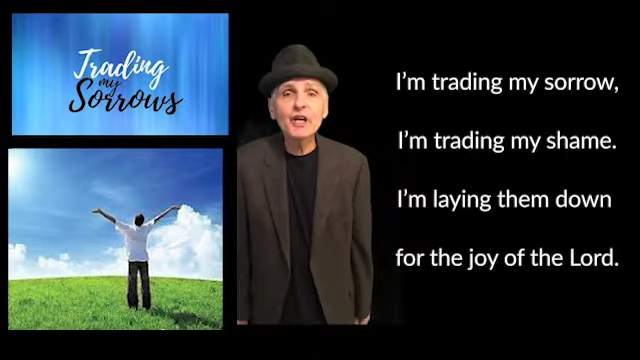 Trading
my
Sorrows
I'm trading my sorrow,
I'm trading my shame.
I'm laying them down
for the joy of the Lord.